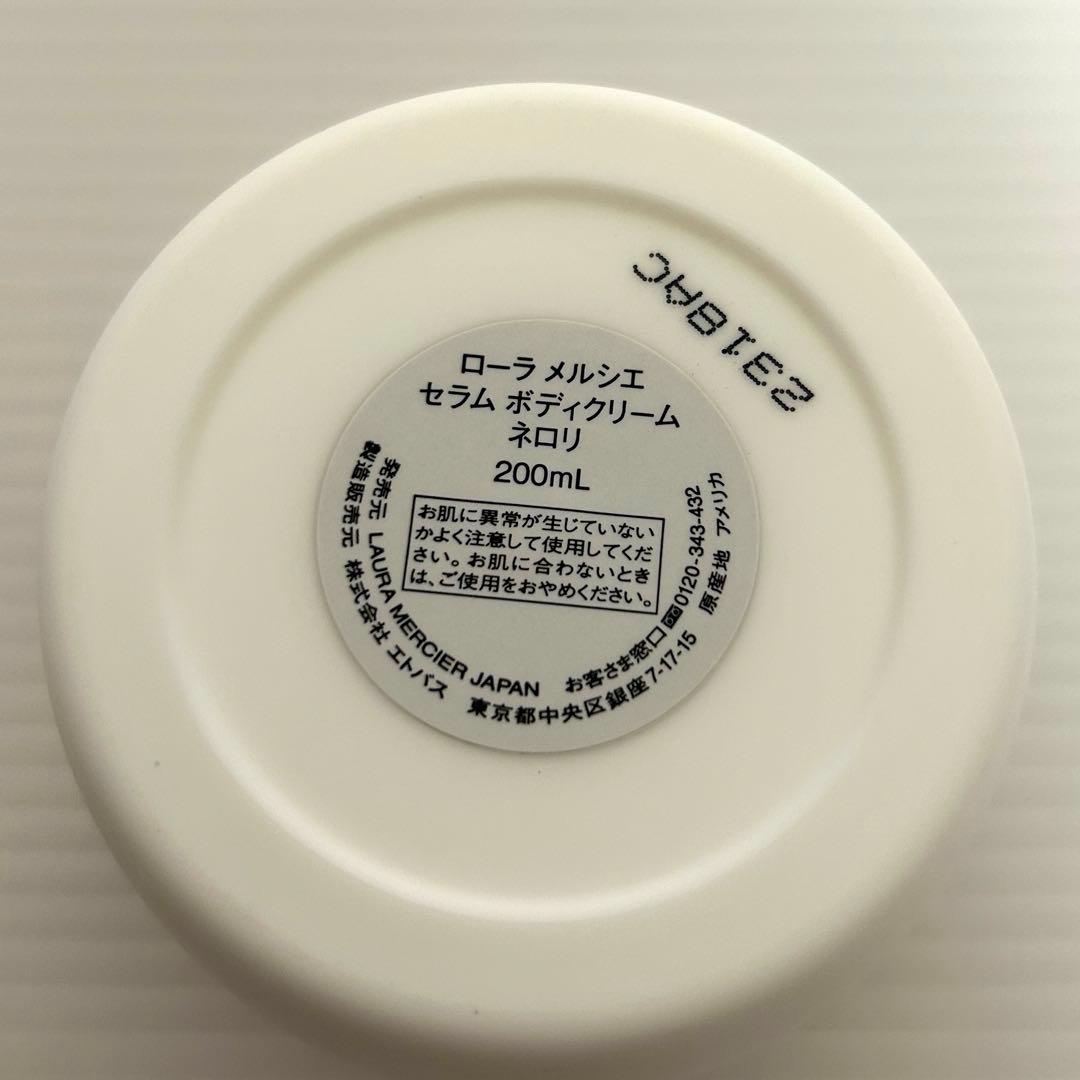 2318AC
ローラ メルシエ
セラム ボディクリーム
ネロリ
200mL
お肌に異常が生じていない
かよく注意して使用してくだ
さい。お肌に合わないとき
は、ご使用をおやめください。
発売元 LAURA MERCIER JAPAN お客さま窓口 0120-343-432
製造販売元 株式会社 エトバス 東京都中央区銀座7-17-15 原産地 アメリカ